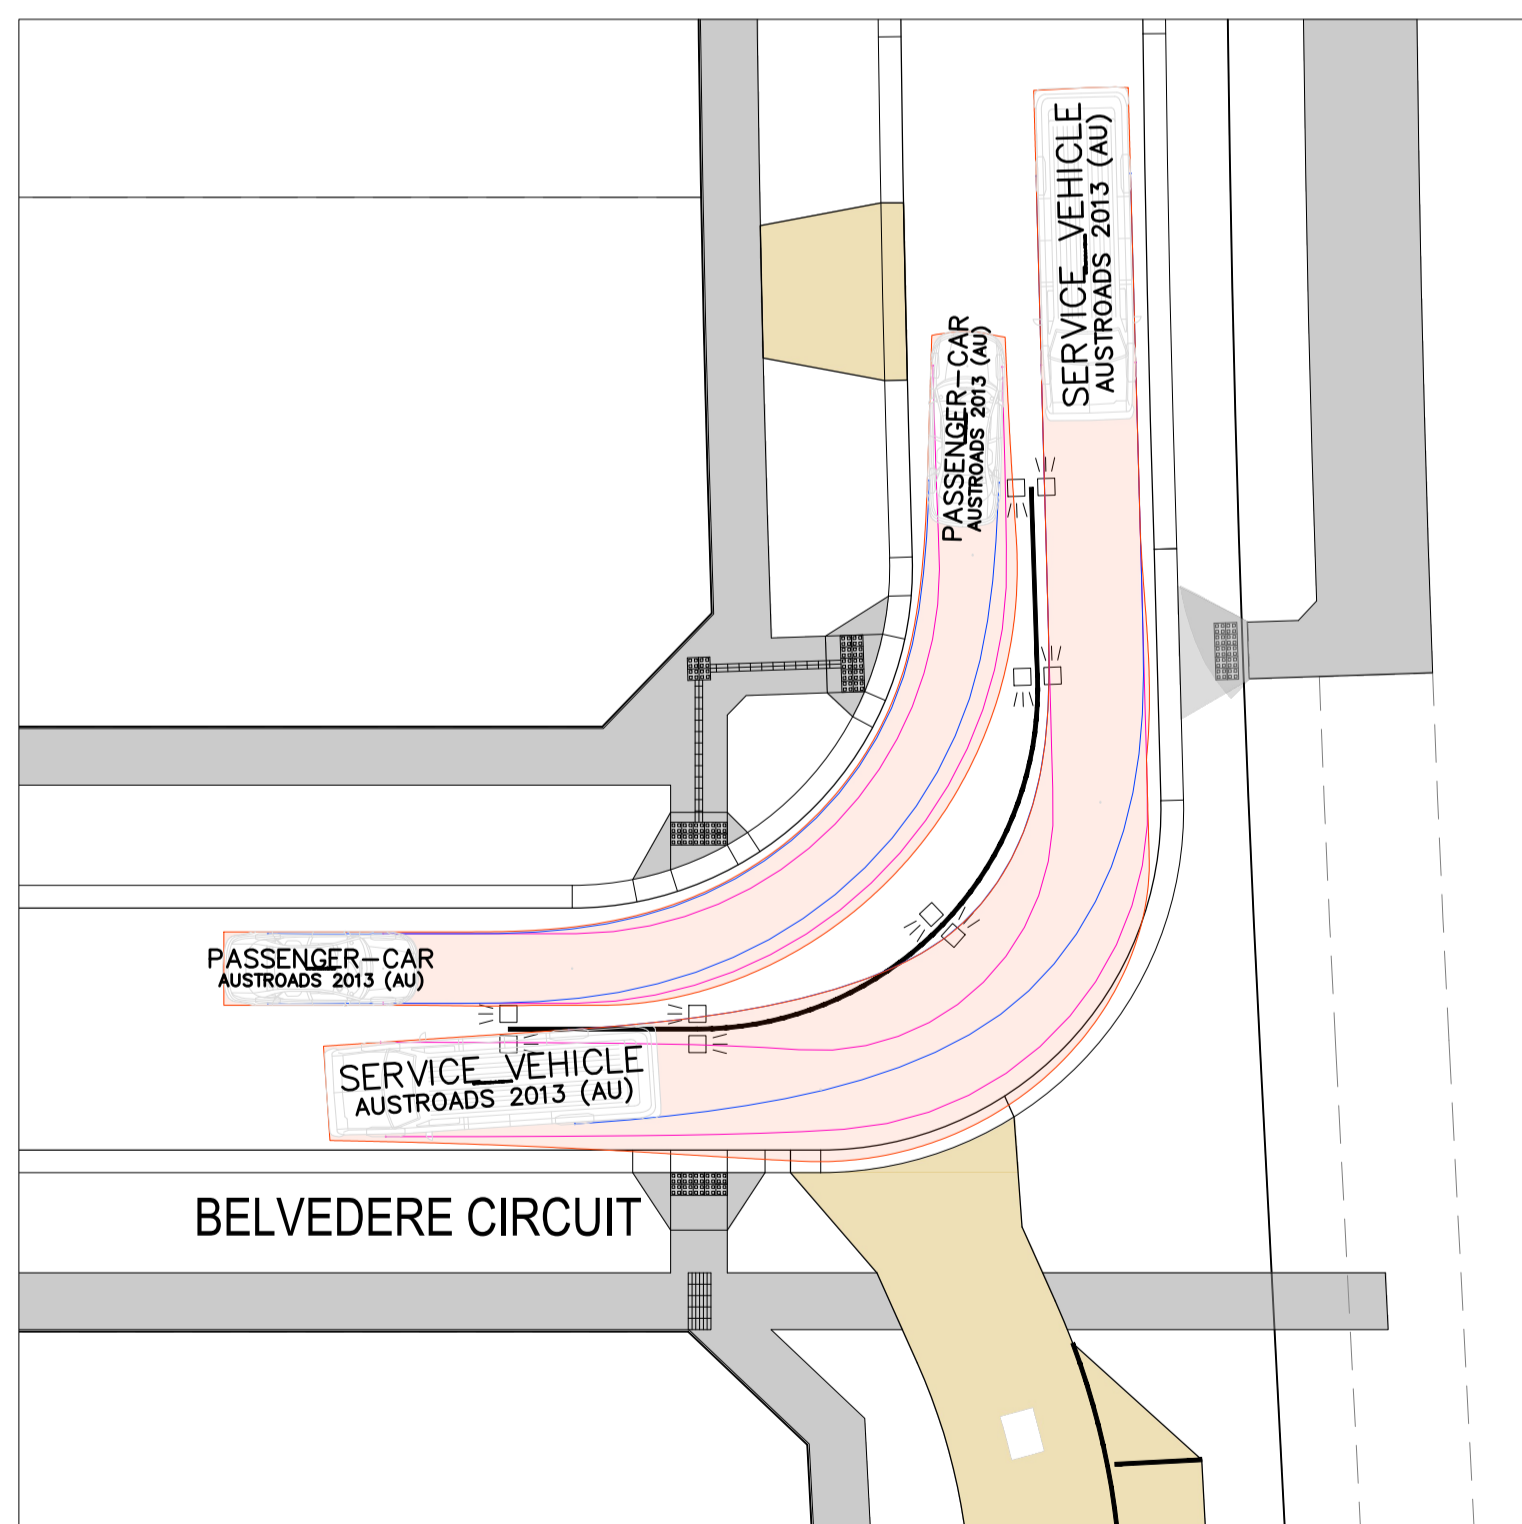 SERVICE_VEHICLE
AUSTROADS 2013 (AU)
PASSENGER-CAR
AUSTROADS 2013 (AU)
PASSENGER-CAR
AUSTROADS 2013 (AU)
SERVICE_VEHICLE
AUSTROADS 2013 (AU)
BELVEDERE CIRCUIT